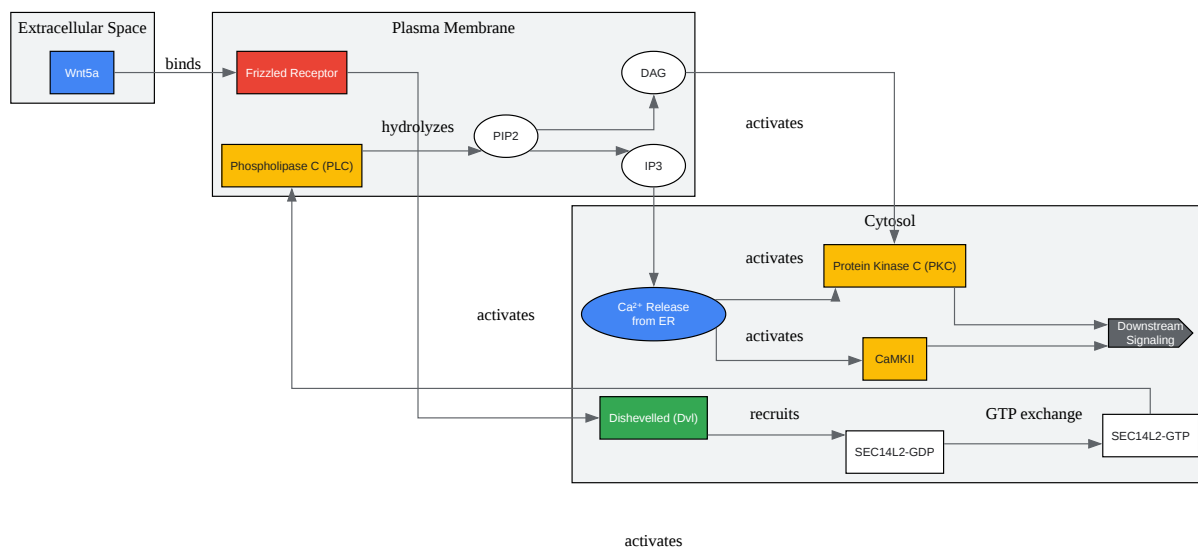 Extracellular Space
Plasma Membrane
Wnt5a
binds
Frizzled Receptor
DAG
hydrolyzes
activates
PIP2
Phospholipase C (PLC)
IP3
Cytosol
activates
Protein Kinase C (PKC)
Ca²⁺ Release
from ER
activates
activates
Downstream
Signaling
CaMKII
Dishevelled (Dvl)
recruits
GTP exchange
SEC14L2-GDP
SEC14L2-GTP
activates